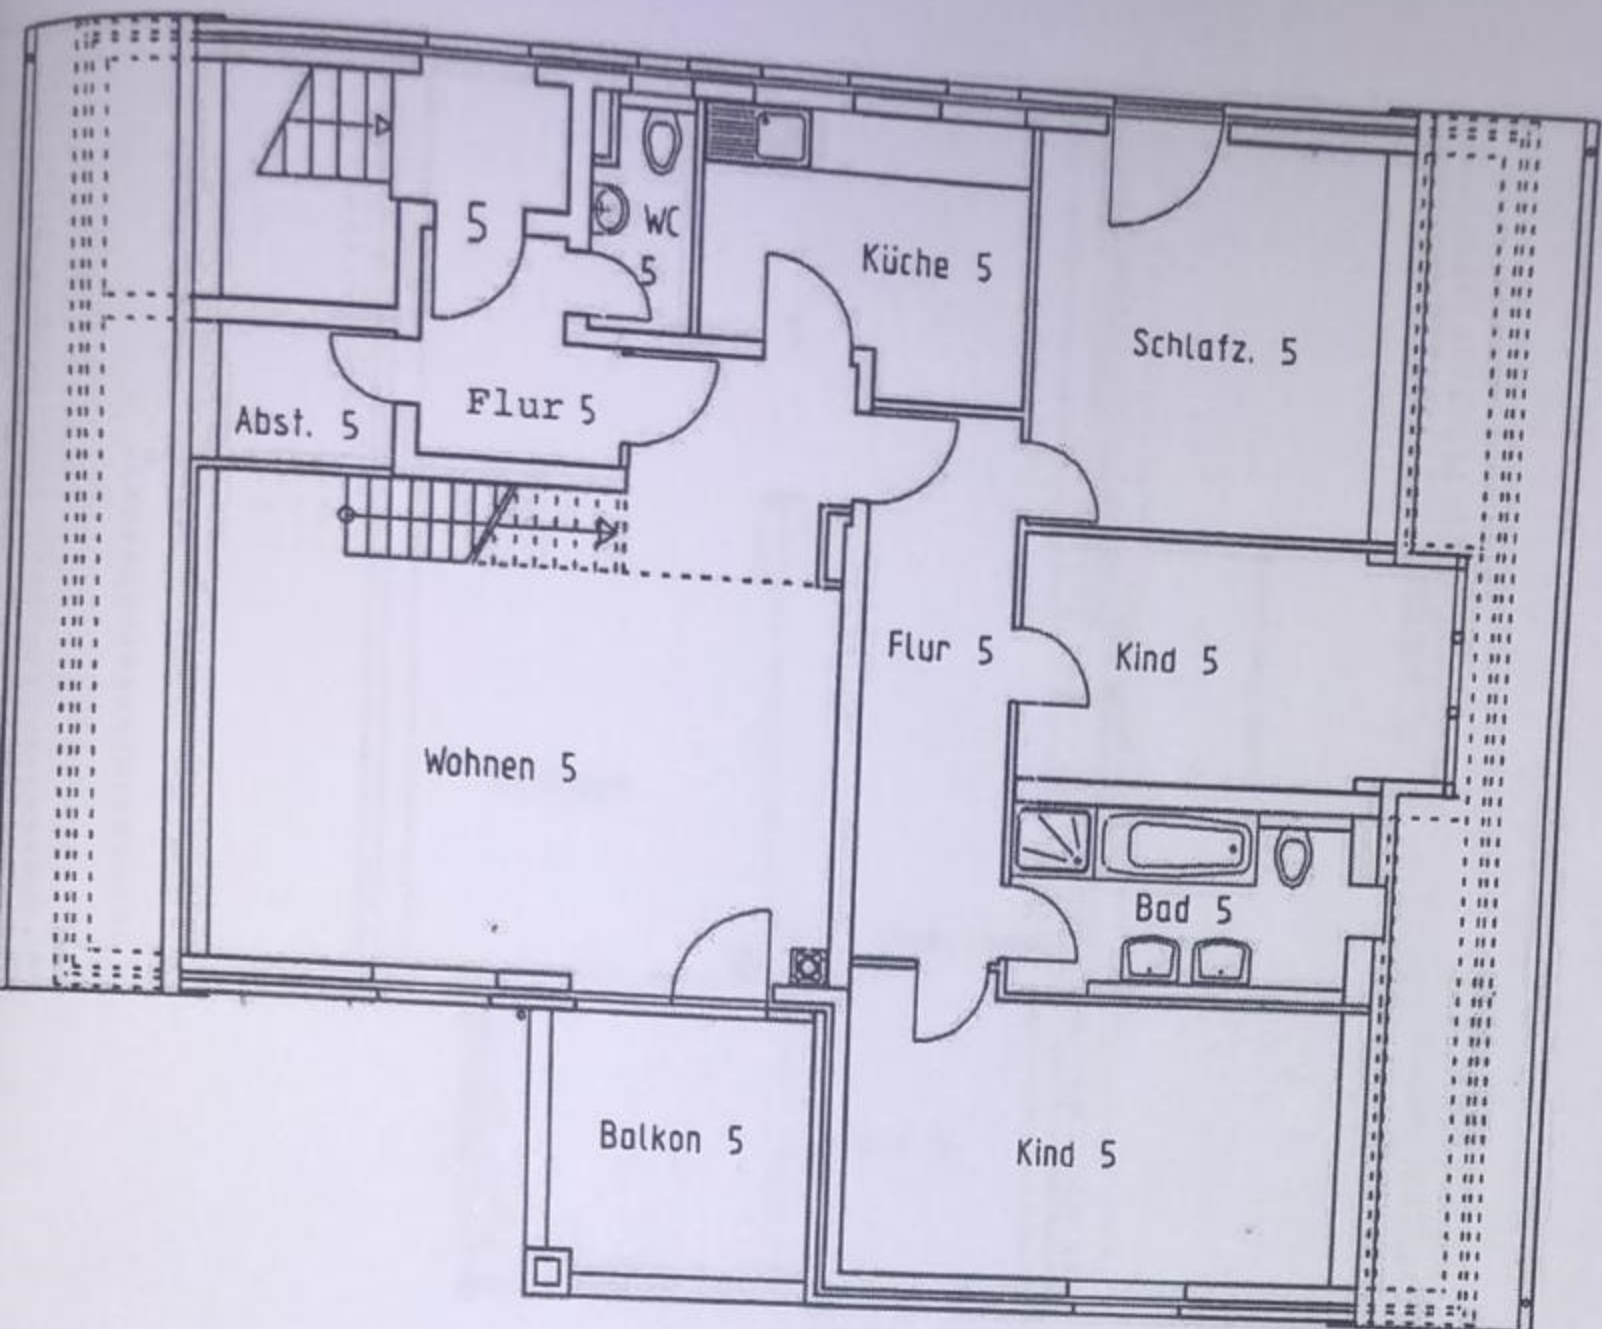 5
WC
5
Küche 5
Schlafz. 5
Abst. 5
Flur 5
Flur 5
Kind 5
Wohnen 5
Bad 5
Balkon 5
Kind 5